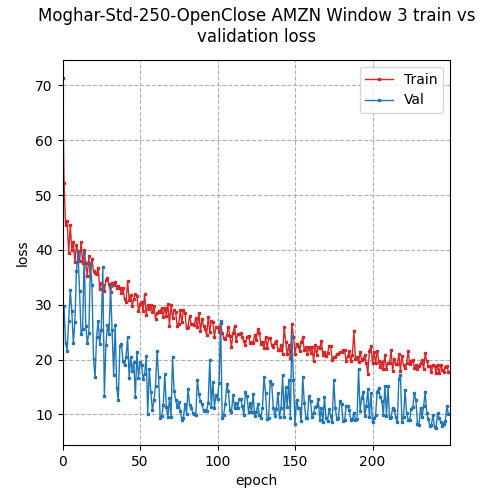 Moghar-Std-250-OpenClose AMZN Window 3 train vs
validation loss
Train
Val
70
60
50
40
30
20
10
loss
0
50
100
150
200
epoch